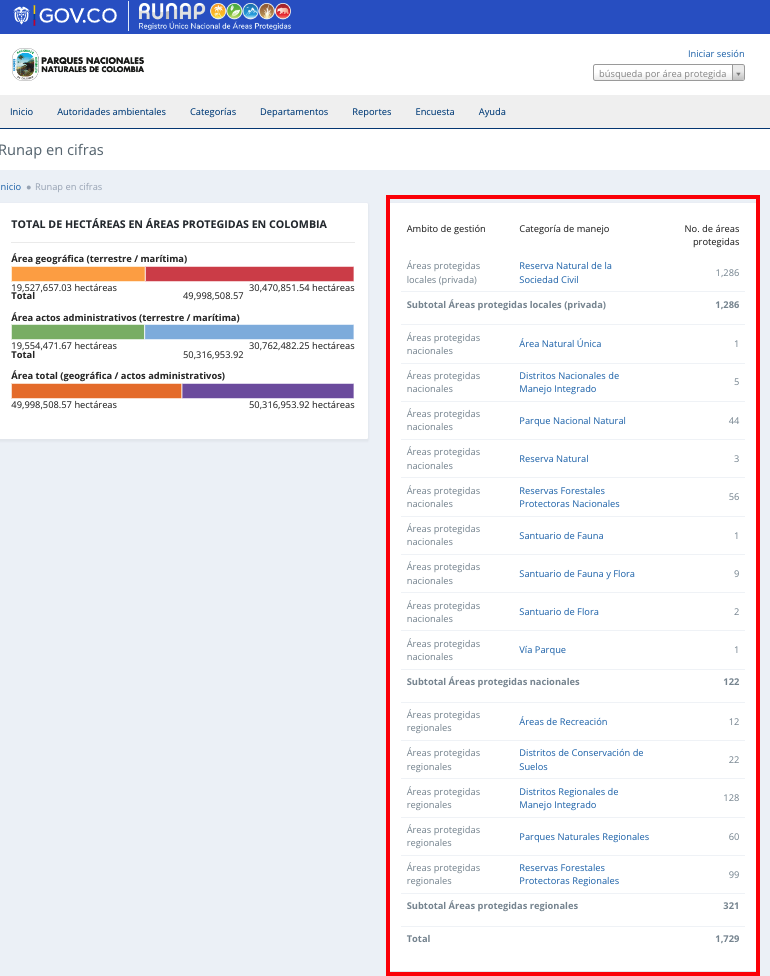 GOV.CO
RUNAP
Registro Único Nacional de Áreas Protegidas
PARQUES NACIONALES
NATURALES DE COLOMBIA
Iniciar sesión
búsqueda por área protegida
Inicio Autoridades ambientales Categorías Departamentos Reportes Encuesta Ayuda
Runap en cifras
nicio Runap en cifras
TOTAL DE HECTÁREAS EN ÁREAS PROTEGIDAS EN COLOMBIA
Área geográfica (terrestre / marítima)
19,527,657.03 hectáreas 30,470,851.54 hectáreas
Total 49,998,508.57
Área actos administrativos (terrestre / marítima)
19,554,471.67 hectáreas 30,762,482.25 hectáreas
Total 50,316,953.92
Área total (geográfica / actos administrativos)
49,998,508.57 hectáreas 50,316,953.92 hectáreas
Ambito de gestión Categoría de manejo No. de áreas
protegidas
Áreas protegidas Reserva Natural de la
locales (privada) Sociedad Civil 1,286
Subtotal Áreas protegidas locales (privada) 1,286
Áreas protegidas
nacionales Área Natural Única 1
Áreas protegidas Distritos Nacionales de
nacionales Manejo Integrado 5
Áreas protegidas
nacionales Parque Nacional Natural 44
Áreas protegidas
nacionales Reserva Natural 3
Áreas protegidas Reservas Forestales
nacionales Protectoras Nacionales 56
Áreas protegidas
nacionales Santuario de Fauna 1
Áreas protegidas
nacionales Santuario de Fauna y Flora 9
Áreas protegidas
nacionales Santuario de Flora 2
Áreas protegidas
nacionales Vía Parque 1
Subtotal Áreas protegidas nacionales 122
Áreas protegidas
regionales Áreas de Recreación 12
Áreas protegidas Distritos de Conservación de
regionales Suelos 22
Áreas protegidas Distritos Regionales de
regionales Manejo Integrado 128
Áreas protegidas
regionales Parques Naturales Regionales 60
Áreas protegidas Reservas Forestales
regionales Protectoras Regionales 99
Subtotal Áreas protegidas regionales 321
Total 1,729